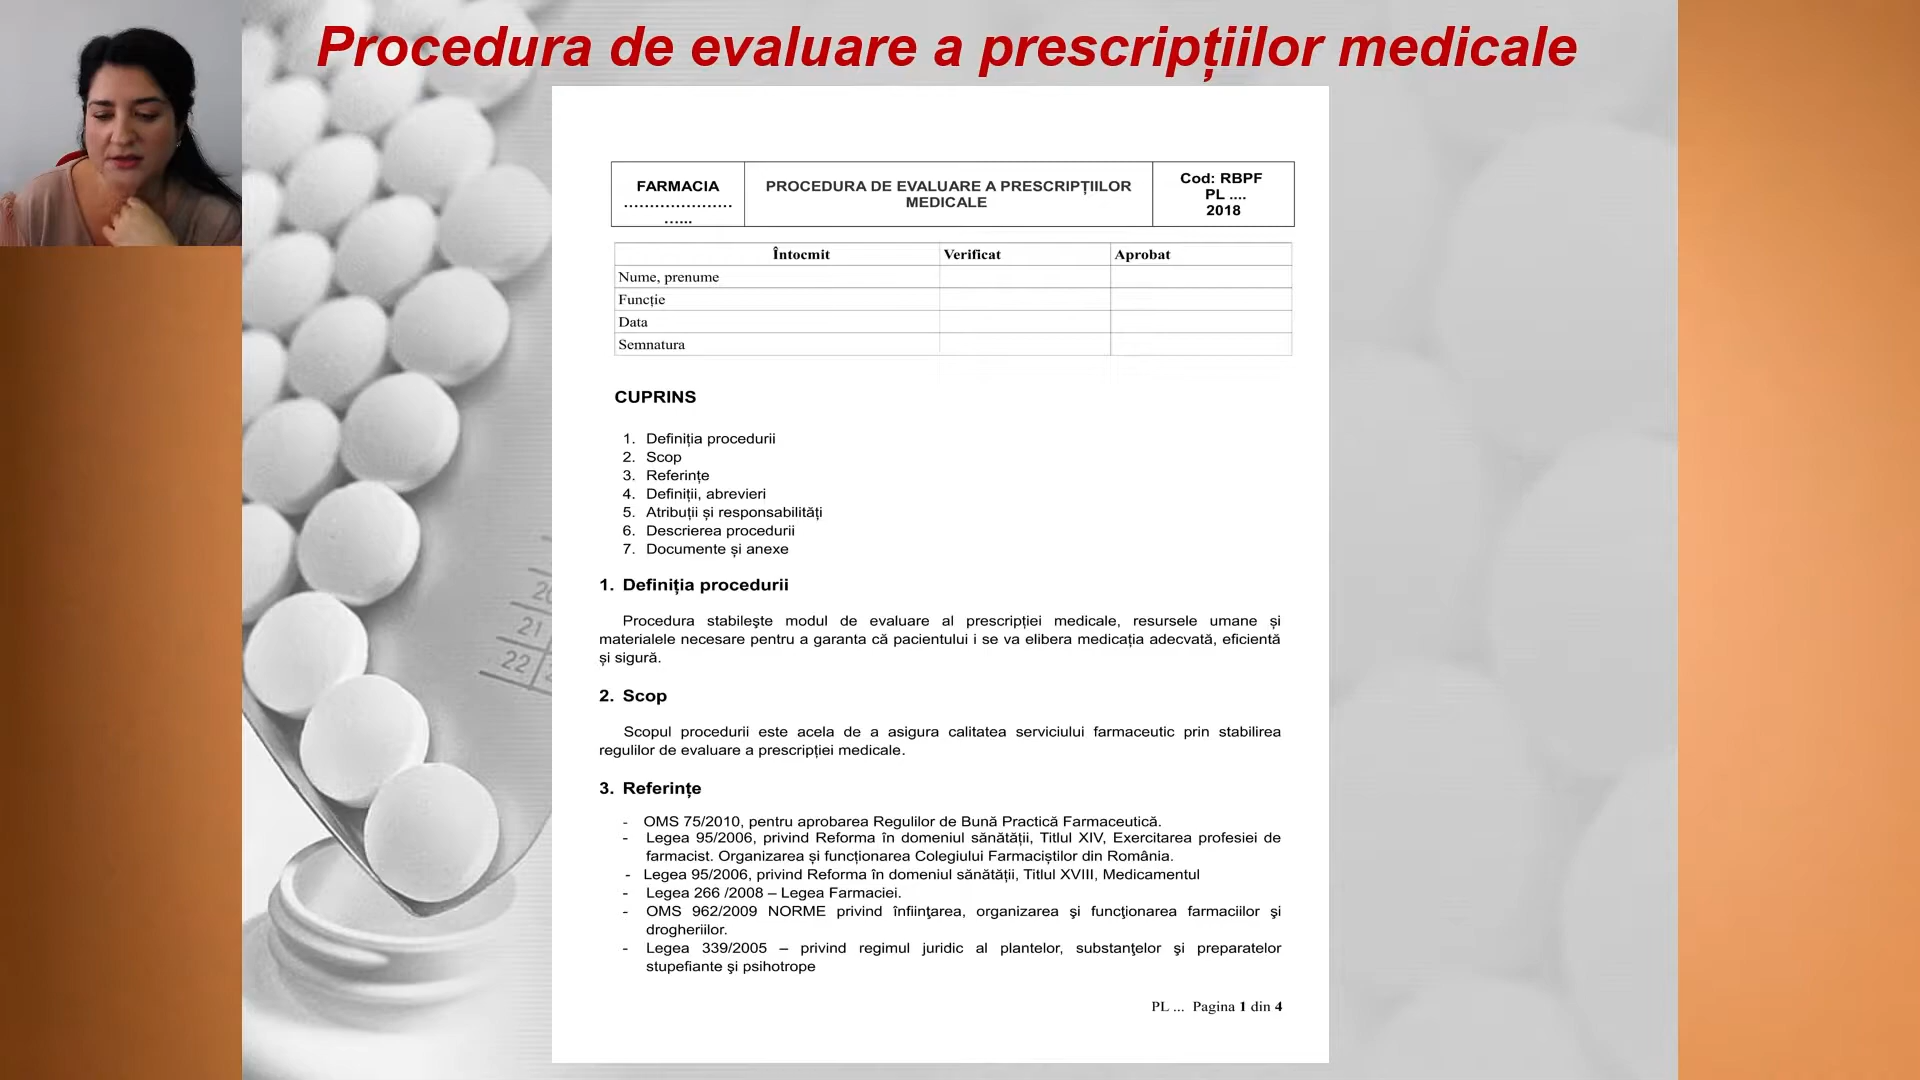 Procedura de evaluare a prescripțiilor medicale
FARMACIA
.....................
......
PROCEDURA DE EVALUARE A PRESCRIPȚIILOR
MEDICALE
Cod: RBPF
PL ....
2018
Întocmit Verificat Aprobat
Nume, prenume
Funcție
Data
Semnatura
CUPRINS
1. Definiția procedurii
2. Scop
3. Referințe
4. Definiții, abrevieri
5. Atribuții și responsabilități
6. Descrierea procedurii
7. Documente și anexe
1. Definiția procedurii
Procedura stabilește modul de evaluare al prescripției medicale, resursele umane și
materialele necesare pentru a garanta că pacientului i se va elibera medicația adecvată, eficientă
și sigură.
2. Scop
Scopul procedurii este acela de a asigura calitatea serviciului farmaceutic prin stabilirea
regulilor de evaluare a prescripției medicale.
3. Referințe
- OMS 75/2010, pentru aprobarea Regulilor de Bună Practică Farmaceutică.
- Legea 95/2006, privind Reforma în domeniul sănătății, Titlul XIV, Exercitarea profesiei de
farmacist. Organizarea și funcționarea Colegiului Farmaciștilor din România.
- Legea 95/2006, privind Reforma în domeniul sănătății, Titlul XVIII, Medicamentul
- Legea 266 /2008 – Legea Farmaciei.
- OMS 962/2009 NORME privind înfiinţarea, organizarea şi funcţionarea farmaciilor şi
drogheriilor.
- Legea 339/2005 – privind regimul juridic al plantelor, substanţelor şi preparatelor
stupefiante şi psihotrope
PL ... Pagina 1 din 4
20
21
22